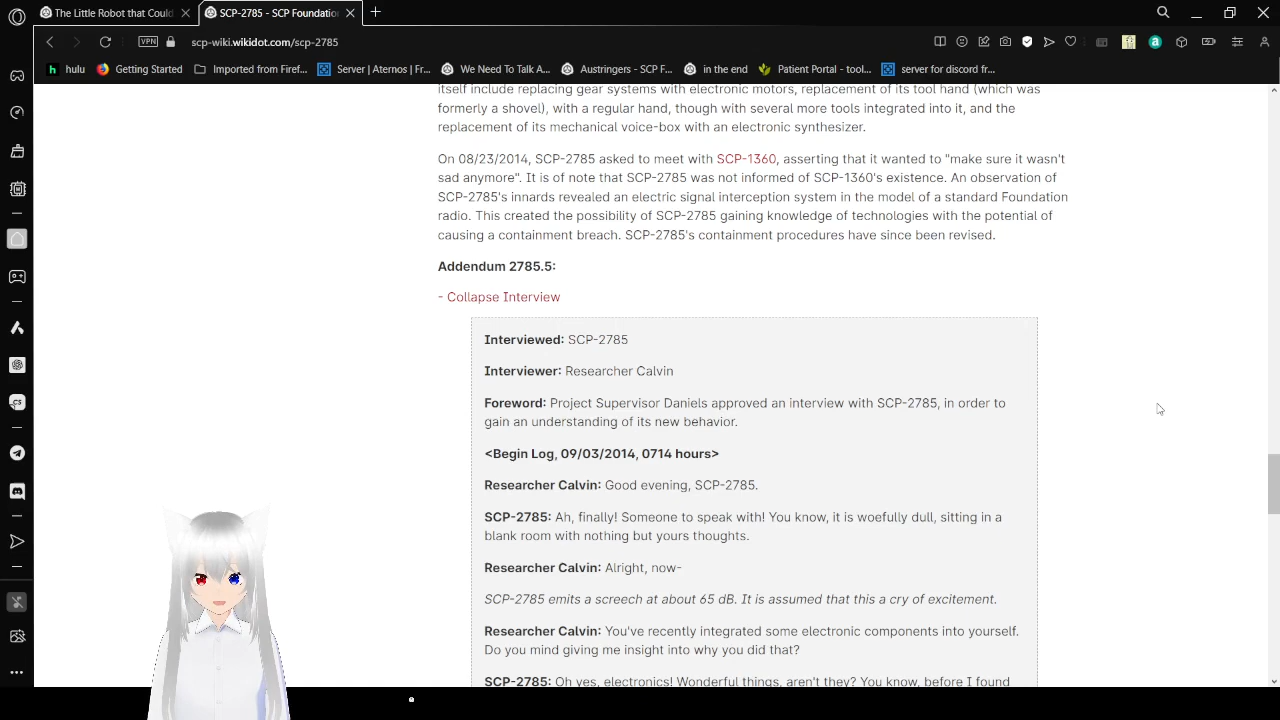 The Little Robot that Could
SCP-2785 - SCP Foundation
VPN
scp-wiki.wikidot.com/scp-2785
hulu
Getting Started
Imported from Firef...
Server | Aternos | Fr...
We Need To Talk A...
Austringers - SCP F...
in the end
Patient Portal - tool...
server for discord fr...
itself include replacing gear systems with electronic motors, replacement of its tool hand (which was
formerly a shovel), with a regular hand, though with several more tools integrated into it, and the
replacement of its mechanical voice-box with an electronic synthesizer.
On 08/23/2014, SCP-2785 asked to meet with SCP-1360, asserting that it wanted to "make sure it wasn't
sad anymore". It is of note that SCP-2785 was not informed of SCP-1360's existence. An observation of
SCP-2785's innards revealed an electric signal interception system in the model of a standard Foundation
radio. This created the possibility of SCP-2785 gaining knowledge of technologies with the potential of
causing a containment breach. SCP-2785's containment procedures have since been revised.
Addendum 2785.5:
- Collapse Interview
Interviewed: SCP-2785
Interviewer: Researcher Calvin
Foreword: Project Supervisor Daniels approved an interview with SCP-2785, in order to
gain an understanding of its new behavior.
<Begin Log, 09/03/2014, 0714 hours>
Researcher Calvin: Good evening, SCP-2785.
SCP-2785: Ah, finally! Someone to speak with! You know, it is woefully dull, sitting in a
blank room with nothing but yours thoughts.
Researcher Calvin: Alright, now-
SCP-2785 emits a screech at about 65 dB. It is assumed that this a cry of excitement.
Researcher Calvin: You've recently integrated some electronic components into yourself.
Do you mind giving me insight into why you did that?
SCP-2785: Oh yes, electronics! Wonderful things, aren't they? You know, before I found